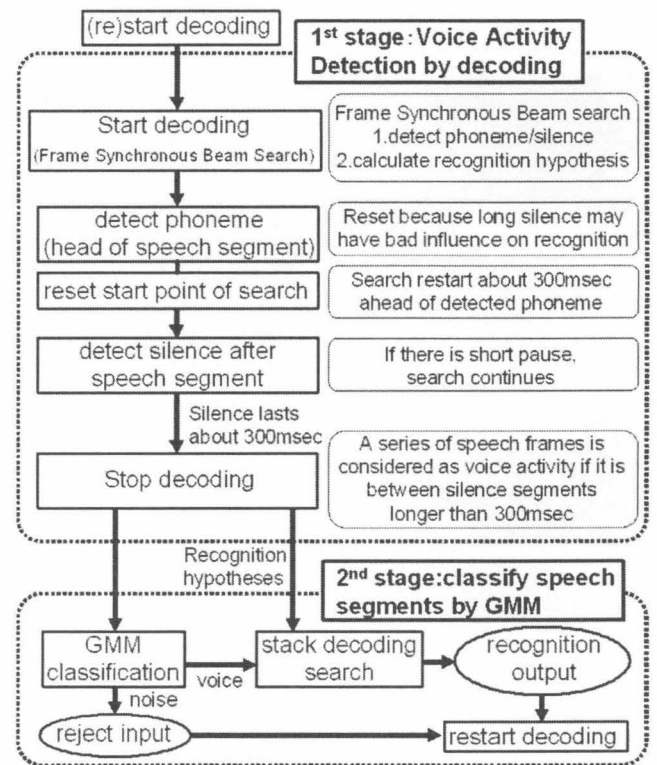 (re)start decoding
1st stage:Voice Activity
Detection by decoding
Start decoding
(Frame Synchronous Beam Search)
Frame Synchronous Beam search
1.detect phoneme/silence
2.calculate recognition hypothesis
detect phoneme
(head of speech segment)
Reset because long silence may
have bad influence on recognition
reset start point of search
Search restart about 300msec
ahead of detected phoneme
detect silence after
speech segment
If there is short pause,
search continues
Silence lasts
about 300msec
Stop decoding
A series of speech frames is
considered as voice activity if it is
between silence segments
longer than 300msec
Recognition
hypotheses
2nd stage:classify speech
segments by GMM
GMM
classification
voice
stack decoding
search
recognition
output
noise
reject input
restart decoding